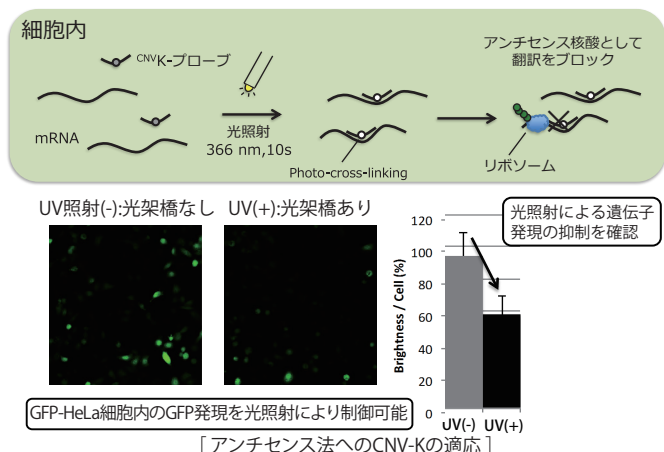 細胞内
CNVK-プローブ
mRNA
光照射
366 nm,10s
Photo-cross-linking
アンチセンス核酸として
翻訳をブロック
リボソーム
UV照射(-):光架橋なし
UV(+):光架橋あり
光照射による遺伝子
発現の抑制を確認
Brightness / Cell (%)
120
100
80
60
40
20
0
UV(-)
UV(+)
GFP-HeLa細胞内のGFP発現を光照射により制御可能
[ アンチセンス法へのCNV-Kの適応 ]